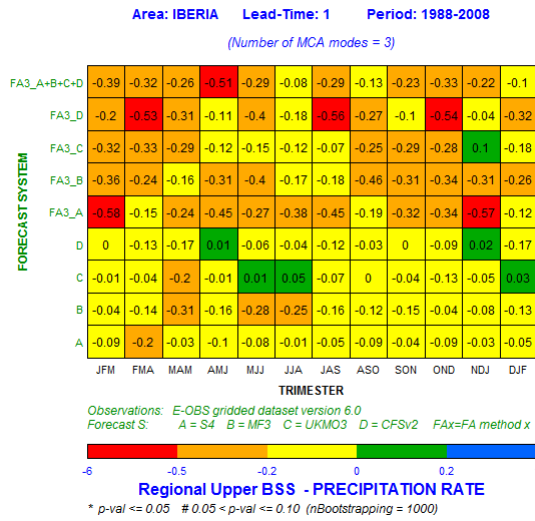 Area: IBERIA Lead-Time: 1 Period: 1988-2008
(Number of MCA modes = 3)
FORECAST SYSTEM
FA3_A+B+C+D -0.39 -0.32 -0.26 -0.51 -0.29 -0.08 -0.29 -0.13 -0.23 -0.33 -0.22 -0.1
FA3_D -0.2 -0.53 -0.31 -0.11 -0.4 -0.18 -0.56 -0.27 -0.1 -0.54 -0.04 -0.32
FA3_C -0.32 -0.33 -0.29 -0.12 -0.15 -0.12 -0.07 -0.25 -0.29 -0.28 0.1 -0.18
FA3_B -0.36 -0.24 -0.16 -0.31 -0.4 -0.17 -0.18 -0.46 -0.31 -0.34 -0.31 -0.26
FA3_A -0.58 -0.15 -0.24 -0.45 -0.27 -0.38 -0.45 -0.19 -0.32 -0.34 -0.57 -0.12
D 0 -0.13 -0.17 0.01 -0.06 -0.04 -0.12 -0.03 0 -0.09 0.02 -0.17
C -0.01 -0.04 -0.2 -0.01 0.01 0.05 -0.07 0 -0.04 -0.13 -0.05 0.03
B -0.04 -0.14 -0.31 -0.16 -0.28 -0.25 -0.16 -0.12 -0.15 -0.04 -0.08 -0.13
A -0.09 -0.2 -0.03 -0.1 -0.08 -0.01 -0.05 -0.09 -0.04 -0.09 -0.03 -0.05
JFM FMA MAM AMJ MJJ JJA JAS ASO SON OND NDJ DJF
TRIMESTER
Observations: E-OBS gridded dataset version 6.0
Forecast S: A = S4 B = MF3 C = UKMO3 D = CFSv2 FAx=FA method x
-6 -0.5 -0.2 0 0.2
Regional Upper BSS - PRECIPITATION RATE
* p-val <= 0.05 # 0.05 < p-val <= 0.10 (nBootstrapping = 1000)